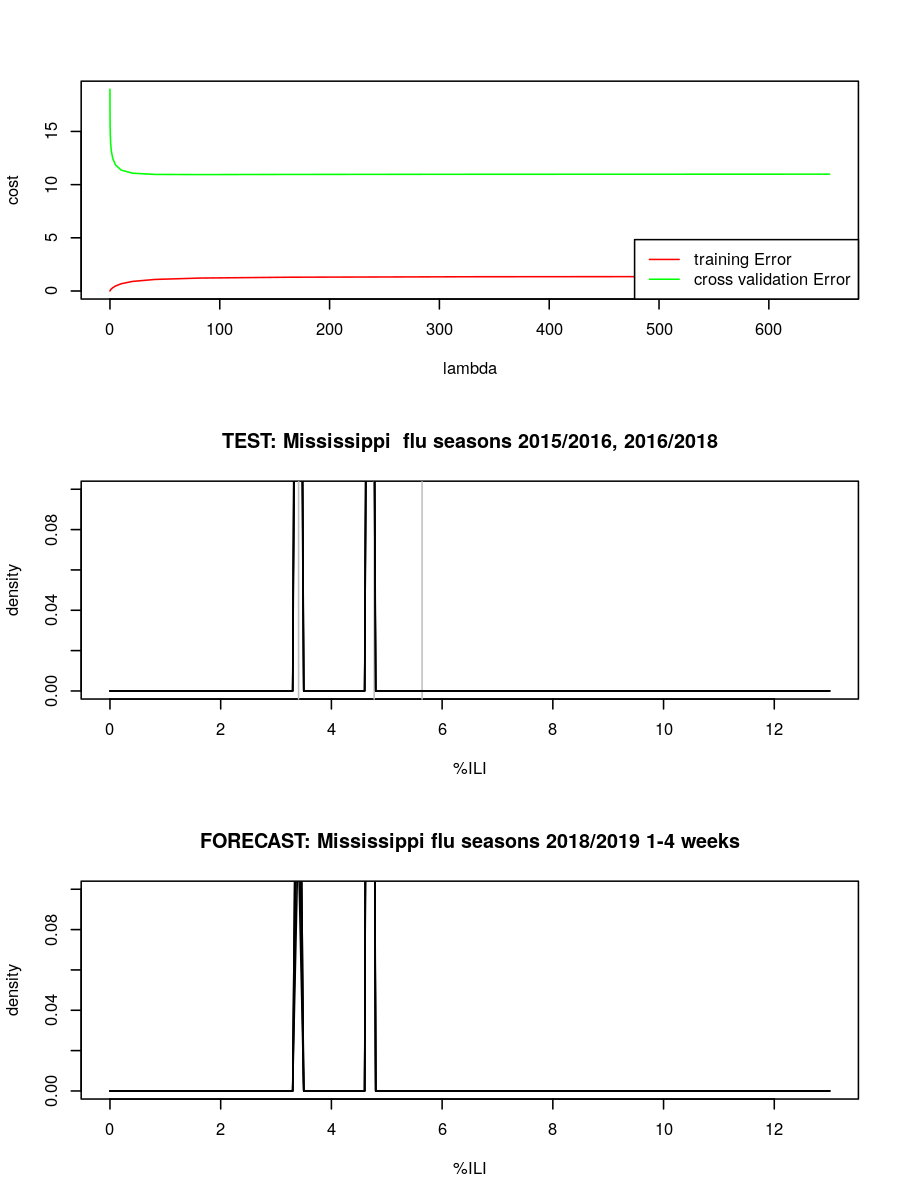 15
10
5
0
cost
training Error
cross validation Error
0 100 200 300 400 500 600
lambda
TEST: Mississippi  flu seasons 2015/2016, 2016/2018
0.08
0.04
0.00
density
0 2 4 6 8 10 12
%ILI
FORECAST: Mississippi flu seasons 2018/2019 1-4 weeks
0.08
0.04
0.00
density
0 2 4 6 8 10 12
%ILI